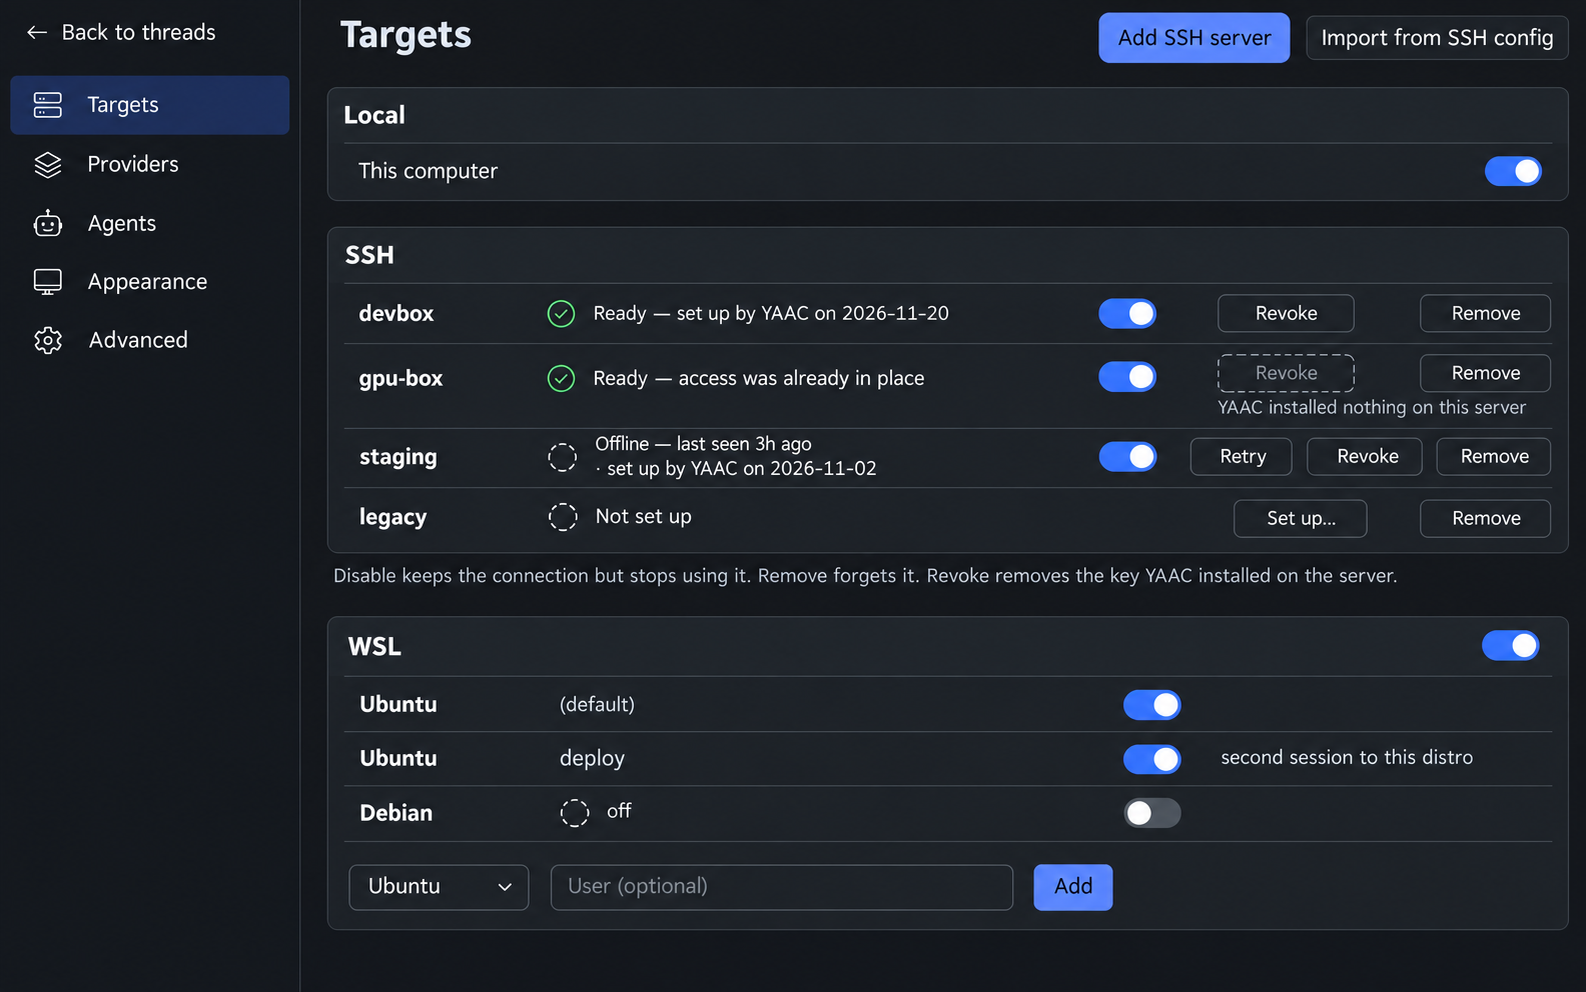 ← Back to threads
Targets
Providers
Agents
Appearance
Advanced
Targets
Add SSH server
Import from SSH config
Local
This computer
SSH
devbox
Ready — set up by YAAC on 2026-11-20
Revoke
Remove
gpu-box
Ready — access was already in place
Revoke
Remove
YAAC installed nothing on this server
staging
Offline — last seen 3h ago
· set up by YAAC on 2026-11-02
Retry
Revoke
Remove
legacy
Not set up
Set up...
Remove
Disable keeps the connection but stops using it. Remove forgets it. Revoke removes the key YAAC installed on the server.
WSL
Ubuntu
(default)
Ubuntu
deploy
second session to this distro
Debian
off
Ubuntu
User (optional)
Add